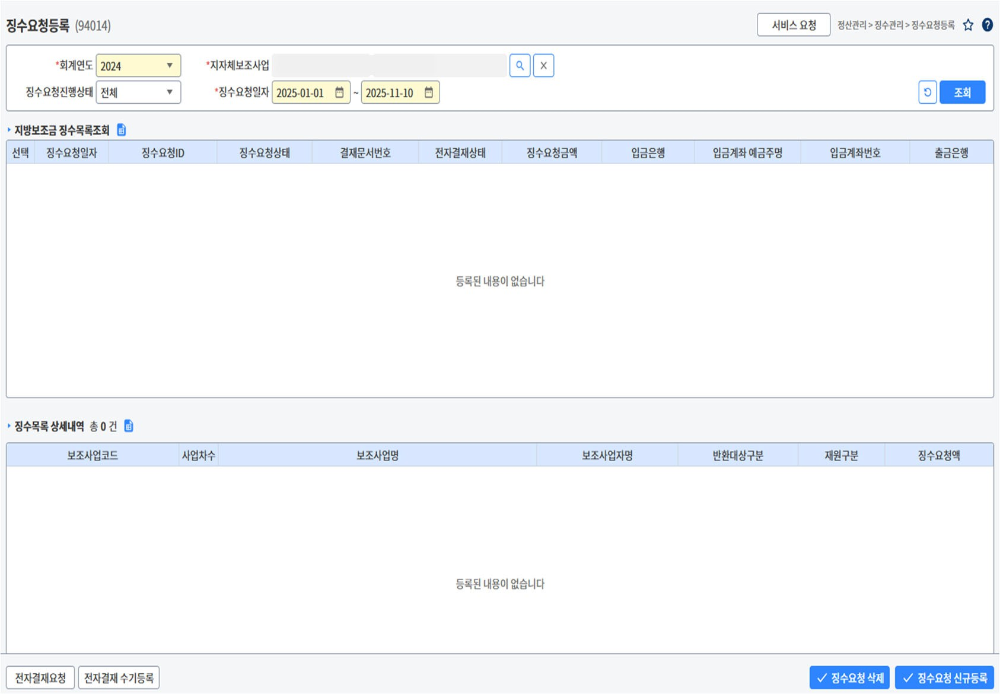 징수요청등록 (94014)
서비스 요청
정산관리 > 징수관리 > 징수요청등록
*회계연도 2024 *지자체보조사업
징수요청진행상태 전체 *징수요청일자 2025-01-01 ~ 2025-11-10 조회
지방보조금 징수목록조회
선택 징수요청일자 징수요청ID 징수요청상태 결재문서번호 전자결재상태 징수요청금액 입금은행 입금계좌 예금주명 입금계좌번호 출금은행
등록된 내용이 없습니다
징수목록 상세내역 총 0 건
보조사업코드 사업차수 보조사업명 보조사업자명 반환대상구분 재원구분 징수요청액
등록된 내용이 없습니다
전자결재요청 전자결재 수기등록 징수요청 삭제 징수요청 신규등록